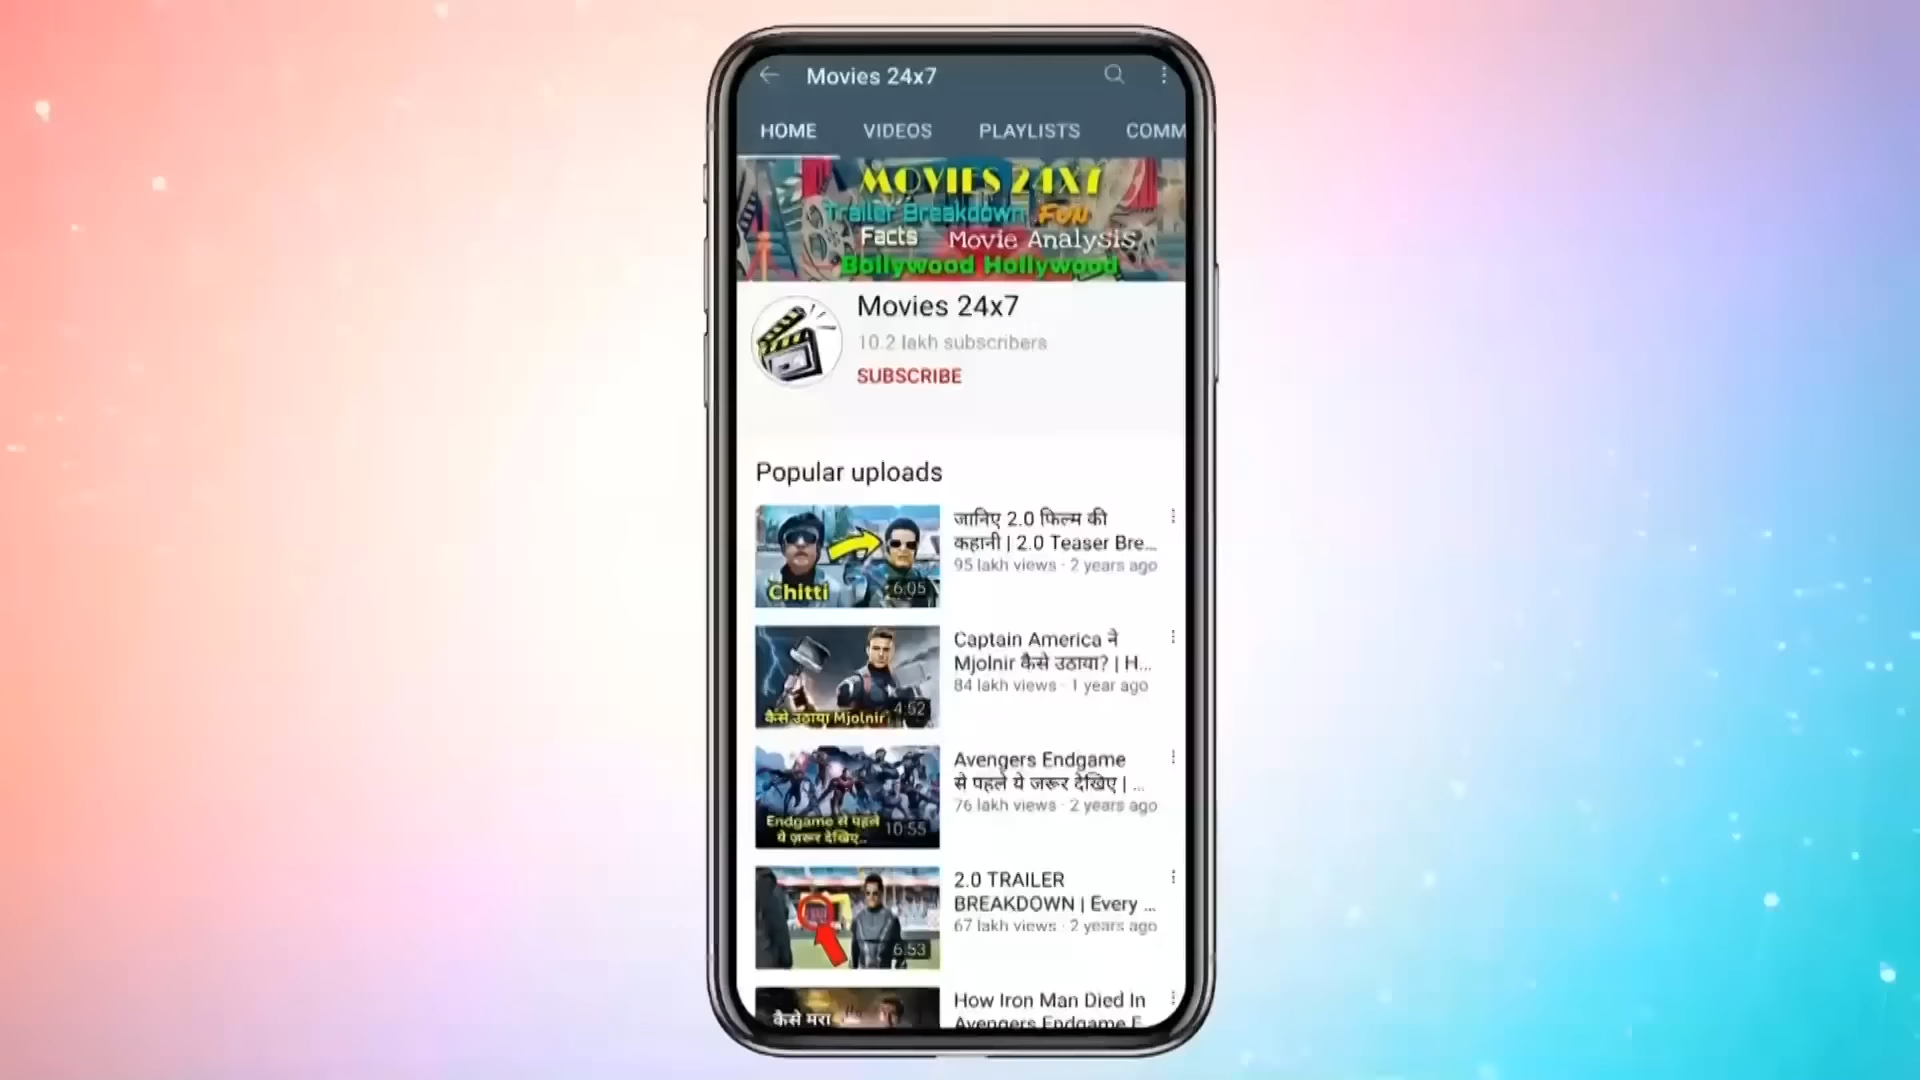 Movies 24x7
HOME VIDEOS PLAYLISTS COMM
MOVIES 24X7
Trailer Breakdown FUN
Facts Movie Analysis
Bollywood Hollywood
Movies 24x7
10.2 lakh subscribers
SUBSCRIBE
Popular uploads
Chitti
6:05
जानिए 2.0 फिल्म की
कहानी | 2.0 Teaser Bre...
95 lakh views · 2 years ago
कैसे उठाया Mjolnir
4:52
Captain America ने
Mjolnir कैसे उठाया? | H...
84 lakh views · 1 year ago
Endgame से पहले
ये ज़रूर देखिए..
10:55
Avengers Endgame
से पहले ये जरूर देखिए | ...
76 lakh views · 2 years ago
6:53
2.0 TRAILER
BREAKDOWN | Every ...
67 lakh views · 2 years ago
कैसे मरा
How Iron Man Died In
Avengers Endgame F